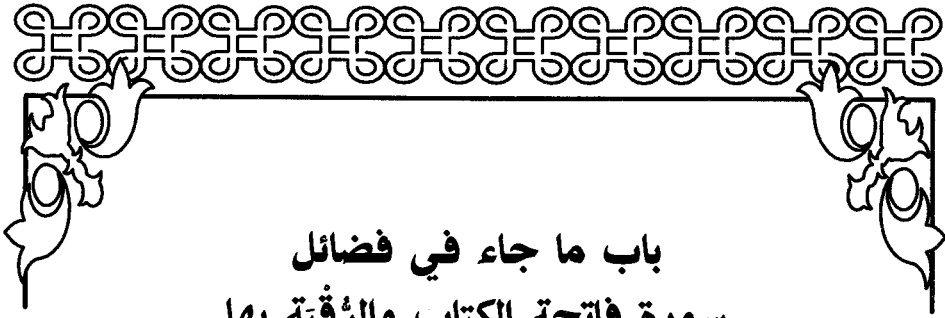 باب ما جاء في فضائل
سورة فاتحة الكتاب والرُّقْيَة بها